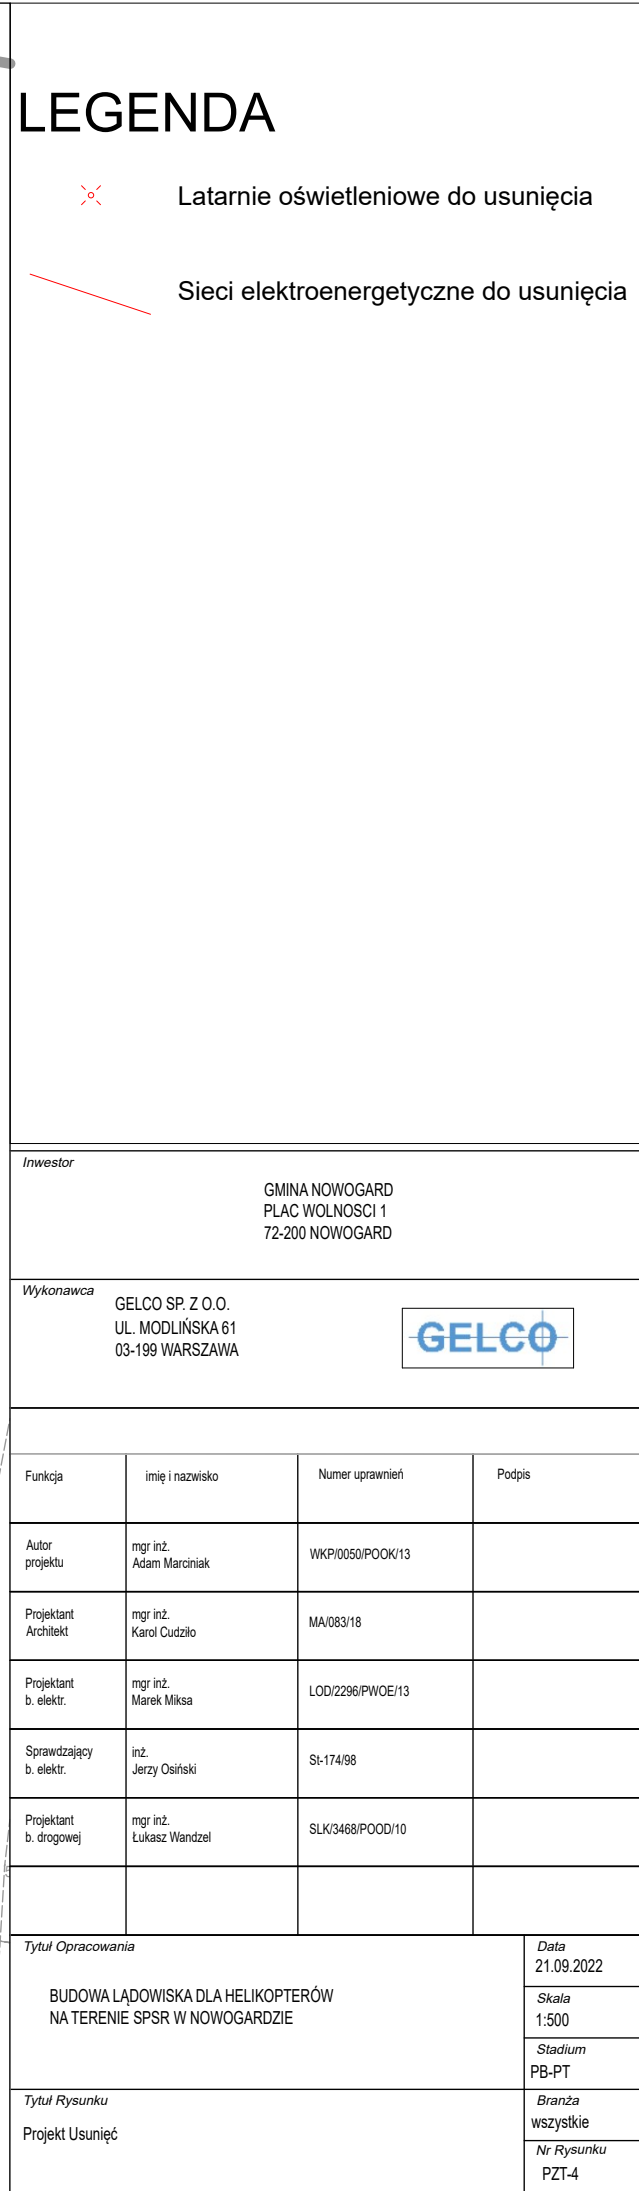 LEGENDA
Latarnie oświetleniowe do usunięcia
Sieci elektroenergetyczne do usunięcia
Inwestor
GMINA NOWOGARD
PLAC WOLNOSCI 1
72-200 NOWOGARD
Wykonawca
GELCO SP. Z O.O.
UL. MODLIŃSKA 61
03-199 WARSZAWA
GELCO
Funkcja imię i nazwisko Numer uprawnień Podpis
Autor
projektu
mgr inż.
Adam Marciniak
WKP/0050/POOK/13
Projektant
Architekt
mgr inż.
Karol Cudziło
MA/083/18
Projektant
b. elektr.
mgr inż.
Marek Miksa
LOD/2296/PWOE/13
Sprawdzający
b. elektr.
inż.
Jerzy Osiński
St-174/98
Projektant
b. drogowej
mgr inż.
Łukasz Wandzel
SLK/3468/POOD/10
Tytuł Opracowania
BUDOWA LĄDOWISKA DLA HELIKOPTERÓW
NA TERENIE SPSR W NOWOGARDZIE
Data
21.09.2022
Skala
1:500
Stadium
PB-PT
Tytuł Rysunku
Projekt Usunięć
Branża
wszystkie
Nr Rysunku
PZT-4